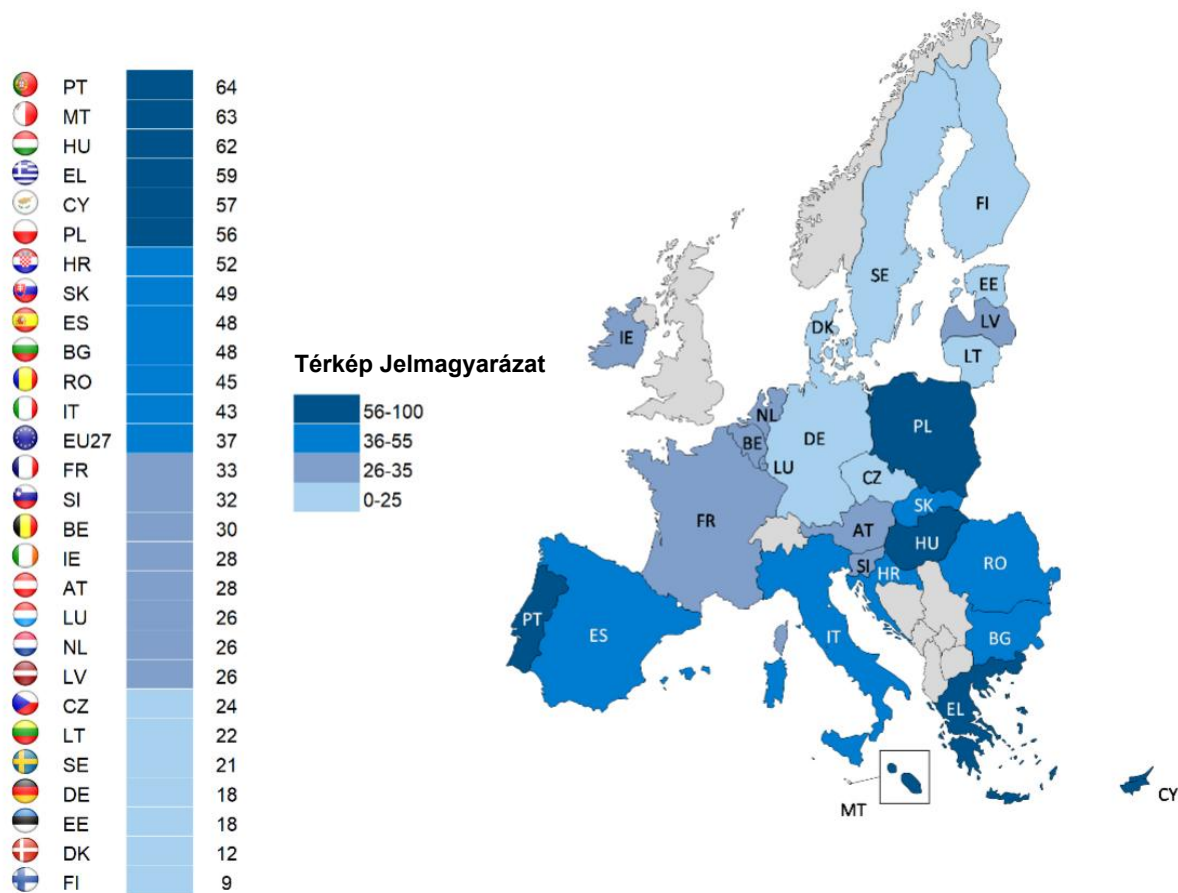 PT 64
MT 63
HU 62
EL 59
CY 57
PL 56
HR 52
SK 49
ES 48
BG 48
RO 45
IT 43
EU27 37
FR 33
SI 32
BE 30
IE 28
AT 28
LU 26
NL 26
LV 26
CZ 24
LT 22
SE 21
DE 18
EE 18
DK 12
FI 9
Térkép Jelmagyarázat
56-100
36-55
26-35
0-25
FI
SE
EE
LV
LT
DK
IE
NL
BE
LU
DE
PL
CZ
SK
FR
AT
HU
SI
HR
RO
PT
ES
IT
BG
EL
MT
CY